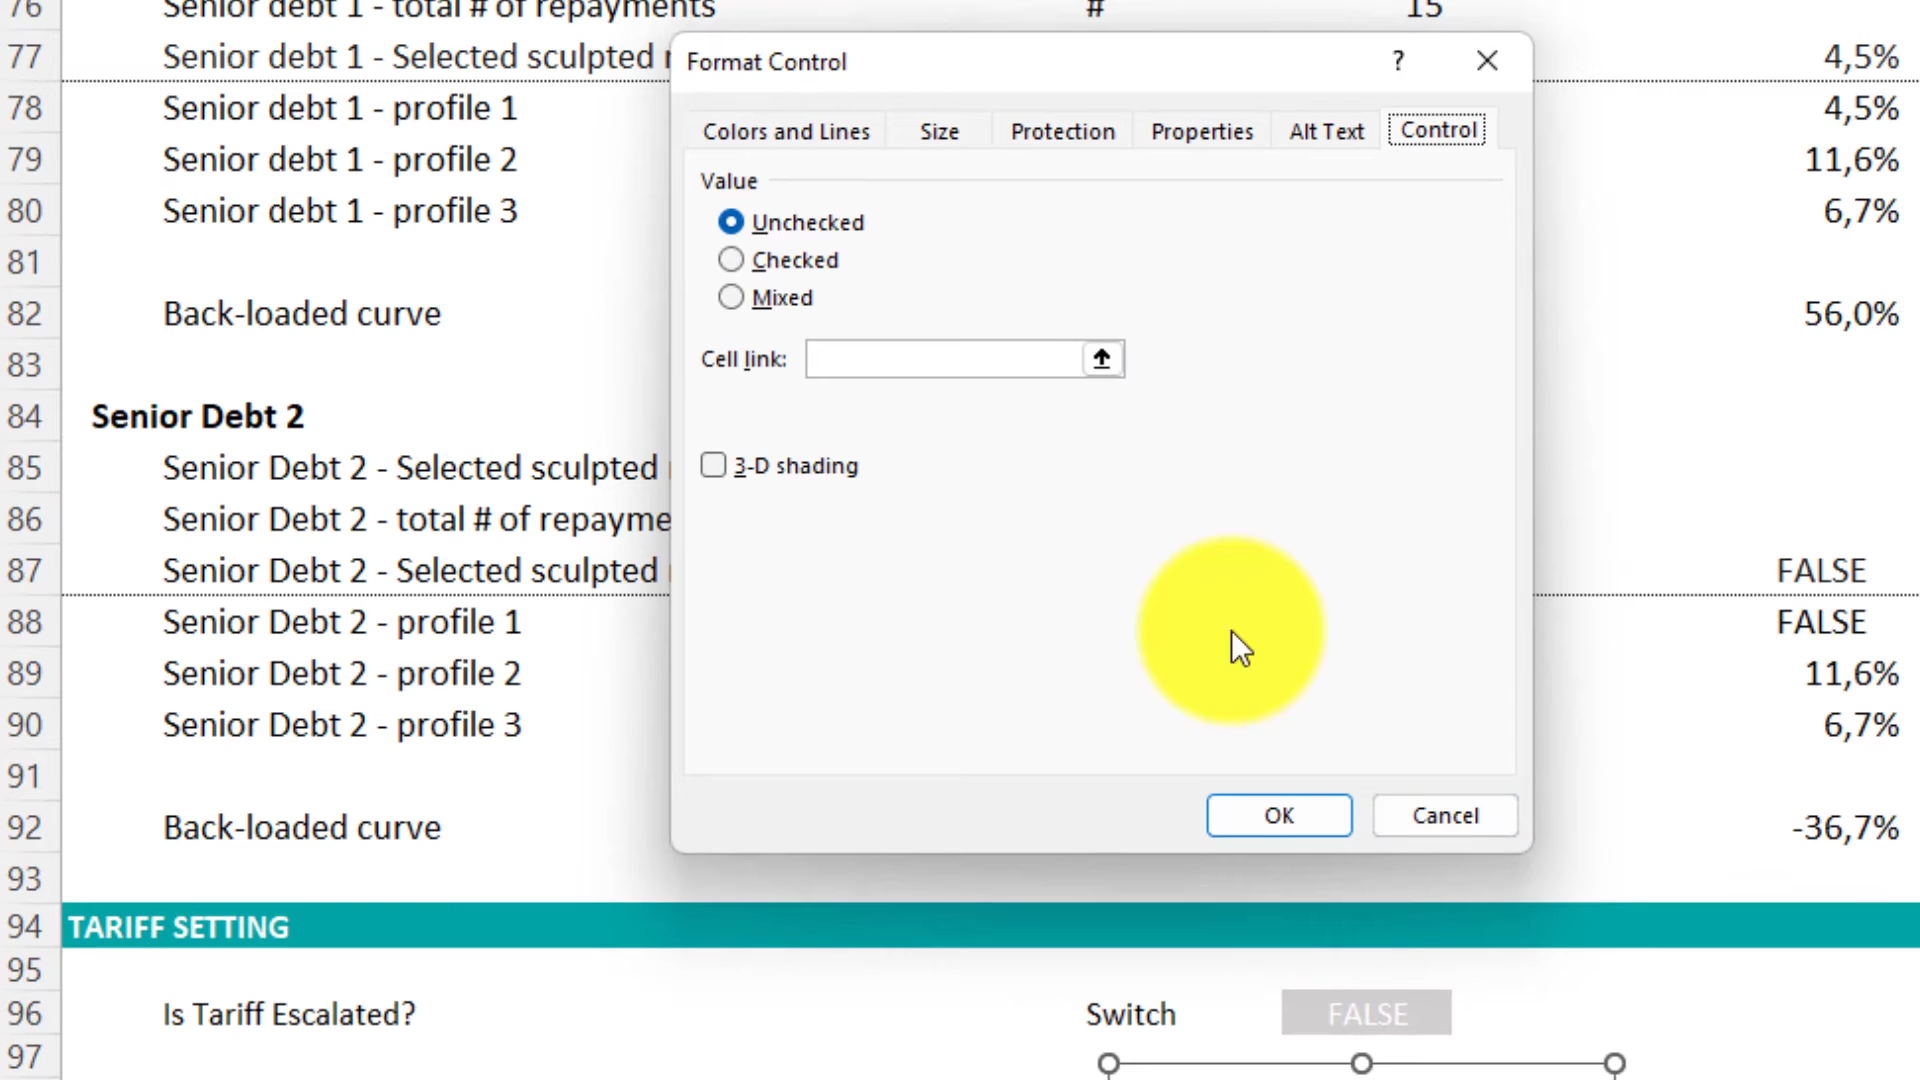 76 Senior debt 1 - total # of repayments # 15
77 Senior debt 1 - Selected sculpted 4,5%
78 Senior debt 1 - profile 1 4,5%
79 Senior debt 1 - profile 2 11,6%
80 Senior debt 1 - profile 3 6,7%
81
82 Back-loaded curve 56,0%
83
84 Senior Debt 2
85 Senior Debt 2 - Selected sculpted
86 Senior Debt 2 - total # of repayme
87 Senior Debt 2 - Selected sculpted FALSE
88 Senior Debt 2 - profile 1 FALSE
89 Senior Debt 2 - profile 2 11,6%
90 Senior Debt 2 - profile 3 6,7%
91
92 Back-loaded curve -36,7%
93
94 TARIFF SETTING
95
96 Is Tariff Escalated? Switch FALSE
97
Format Control ?
Colors and Lines Size Protection Properties Alt Text Control
Value
Unchecked
Checked
Mixed
Cell link:
3-D shading
OK Cancel